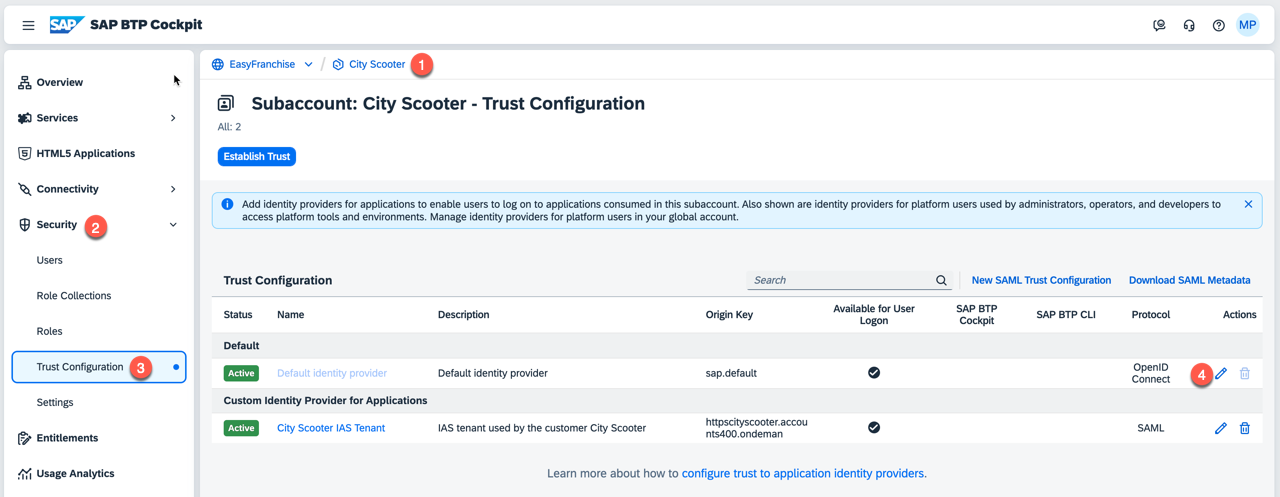 SAP SAP BTP Cockpit
MP
Overview
Services
HTML5 Applications
Connectivity
Security 2
Users
Role Collections
Roles
Trust Configuration 3
Settings
Entitlements
Usage Analytics
EasyFranchise / City Scooter 1
Subaccount: City Scooter - Trust Configuration
All: 2
Establish Trust
Add identity providers for applications to enable users to log on to applications consumed in this subaccount. Also shown are identity providers for platform users used by administrators, operators, and developers to
access platform tools and environments. Manage identity providers for platform users in your global account.
Trust Configuration
Search
New SAML Trust Configuration
Download SAML Metadata
Status Name Description Origin Key Available for User Logon SAP BTP Cockpit SAP BTP CLI Protocol Actions
Default
Active Default identity provider Default identity provider sap.default OpenID Connect 4
Custom Identity Provider for Applications
Active City Scooter IAS Tenant IAS tenant used by the customer City Scooter httpscityscooter.accou
nts400.ondeman SAML
Learn more about how to configure trust to application identity providers.